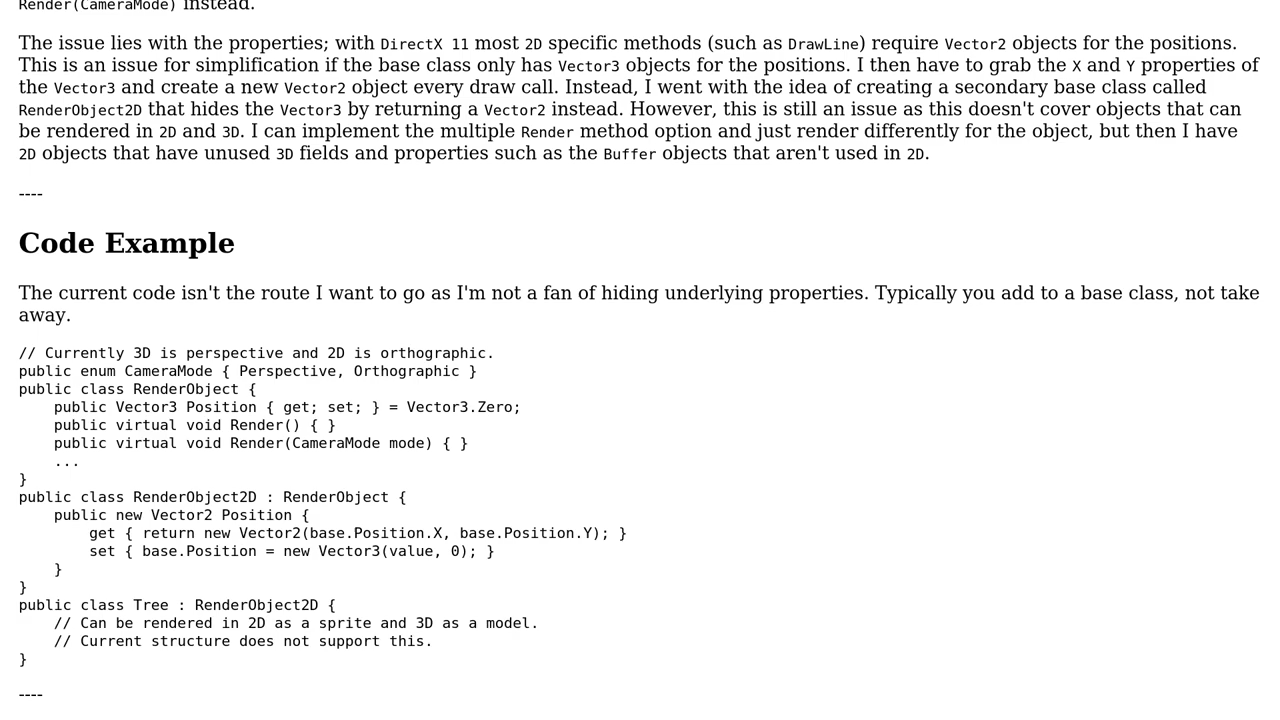 Render(CameraMode) instead.
The issue lies with the properties; with DirectX 11 most 2D specific methods (such as DrawLine) require Vector2 objects for the positions.
This is an issue for simplification if the base class only has Vector3 objects for the positions. I then have to grab the X and Y properties of
the Vector3 and create a new Vector2 object every draw call. Instead, I went with the idea of creating a secondary base class called
RenderObject2D that hides the Vector3 by returning a Vector2 instead. However, this is still an issue as this doesn't cover objects that can
be rendered in 2D and 3D. I can implement the multiple Render method option and just render differently for the object, but then I have
2D objects that have unused 3D fields and properties such as the Buffer objects that aren't used in 2D.
----
Code Example
The current code isn't the route I want to go as I'm not a fan of hiding underlying properties. Typically you add to a base class, not take
away.
// Currently 3D is perspective and 2D is orthographic.
public enum CameraMode { Perspective, Orthographic }
public class RenderObject {
    public Vector3 Position { get; set; } = Vector3.Zero;
    public virtual void Render() { }
    public virtual void Render(CameraMode mode) { }
    ...
}
public class RenderObject2D : RenderObject {
    public new Vector2 Position {
        get { return new Vector2(base.Position.X, base.Position.Y); }
        set { base.Position = new Vector3(value, 0); }
    }
}
public class Tree : RenderObject2D {
    // Can be rendered in 2D as a sprite and 3D as a model.
    // Current structure does not support this.
}
----